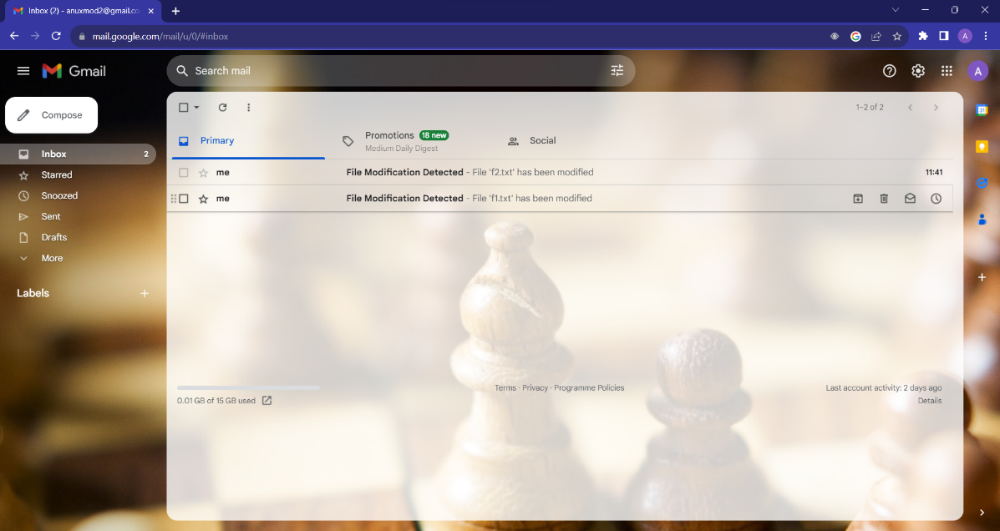 Inbox (2) - anuxmod2@gmail.co
mail.google.com/mail/u/0/#inbox
A
Gmail
Search mail
A
Compose
1–2 of 2
31
Primary
Promotions 18 new
Medium Daily Digest
Social
Inbox 2
me File Modification Detected - File 'f2.txt' has been modified 11:41
Starred
me File Modification Detected - File 'f1.txt' has been modified
Snoozed
Sent
Drafts
More
Labels
Terms · Privacy · Programme Policies
Last account activity: 2 days ago
0.01 GB of 15 GB used
Details